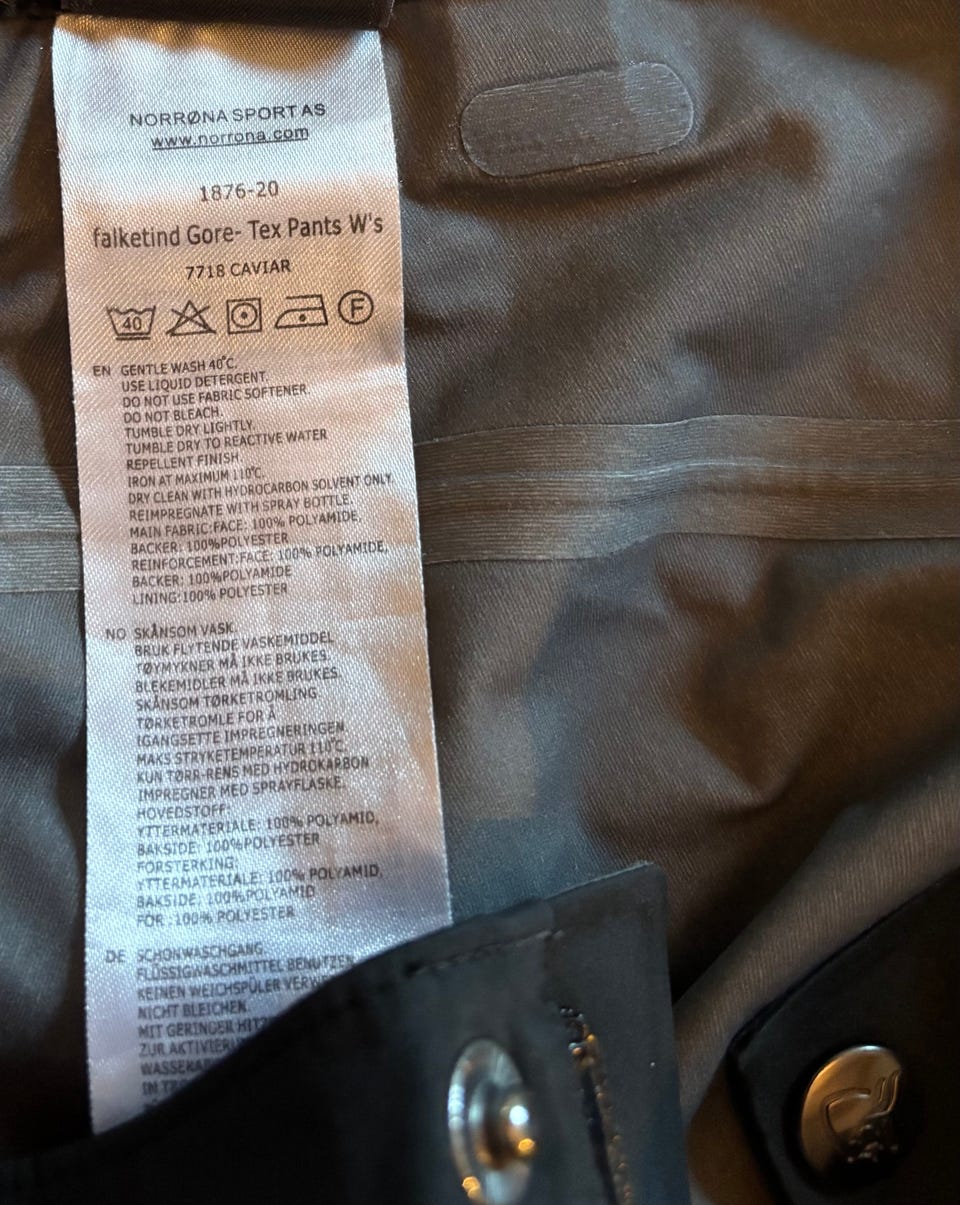 NORRØNA SPORT AS
www.norrona.com
1876-20
falketind Gore- Tex Pants W's
7718 CAVIAR
40 F
EN GENTLE WASH 40°C.
USE LIQUID DETERGENT.
DO NOT USE FABRIC SOFTENER.
DO NOT BLEACH.
TUMBLE DRY LIGHTLY.
TUMBLE DRY TO REACTIVE WATER
REPELLENT FINISH.
IRON AT MAXIMUM 110°C.
DRY CLEAN WITH HYDROCARBON SOLVENT ONLY.
REIMPREGNATE WITH SPRAY BOTTLE.
MAIN FABRIC:FACE: 100% POLYAMIDE,
BACKER: 100%POLYESTER
REINFORCEMENT:FACE: 100% POLYAMIDE,
BACKER: 100%POLYAMIDE
LINING:100% POLYESTER
NO SKÅNSOM VASK.
BRUK FLYTENDE VASKEMIDDEL
TØYMYKNER MÅ IKKE BRUKES.
BLEKEMIDLER MÅ IKKE BRUKES.
SKÅNSOM TØRKETROMLING
TØRKETROMLE FOR Å
IGANGSETTE IMPREGNERINGEN
MAKS STRYKETEMPERATUR 110°C.
KUN TØRR-RENS MED HYDROKARBON
IMPREGNER MED SPRAYFLASKE.
HOVEDSTOFF:
YTTERMATERIALE: 100% POLYAMID,
BAKSIDE: 100%POLYESTER
FORSTERKING:
YTTERMATERIALE: 100% POLYAMID,
BAKSIDE: 100%POLYAMID
FOR :100% POLYESTER
DE SCHONWASCHGANG.
FLÜSSIGWASCHMITTEL BENUTZEN
KEINEN WEICHSPÜLER
NICHT BLEICHEN.
MIT GERINGER
ZUR